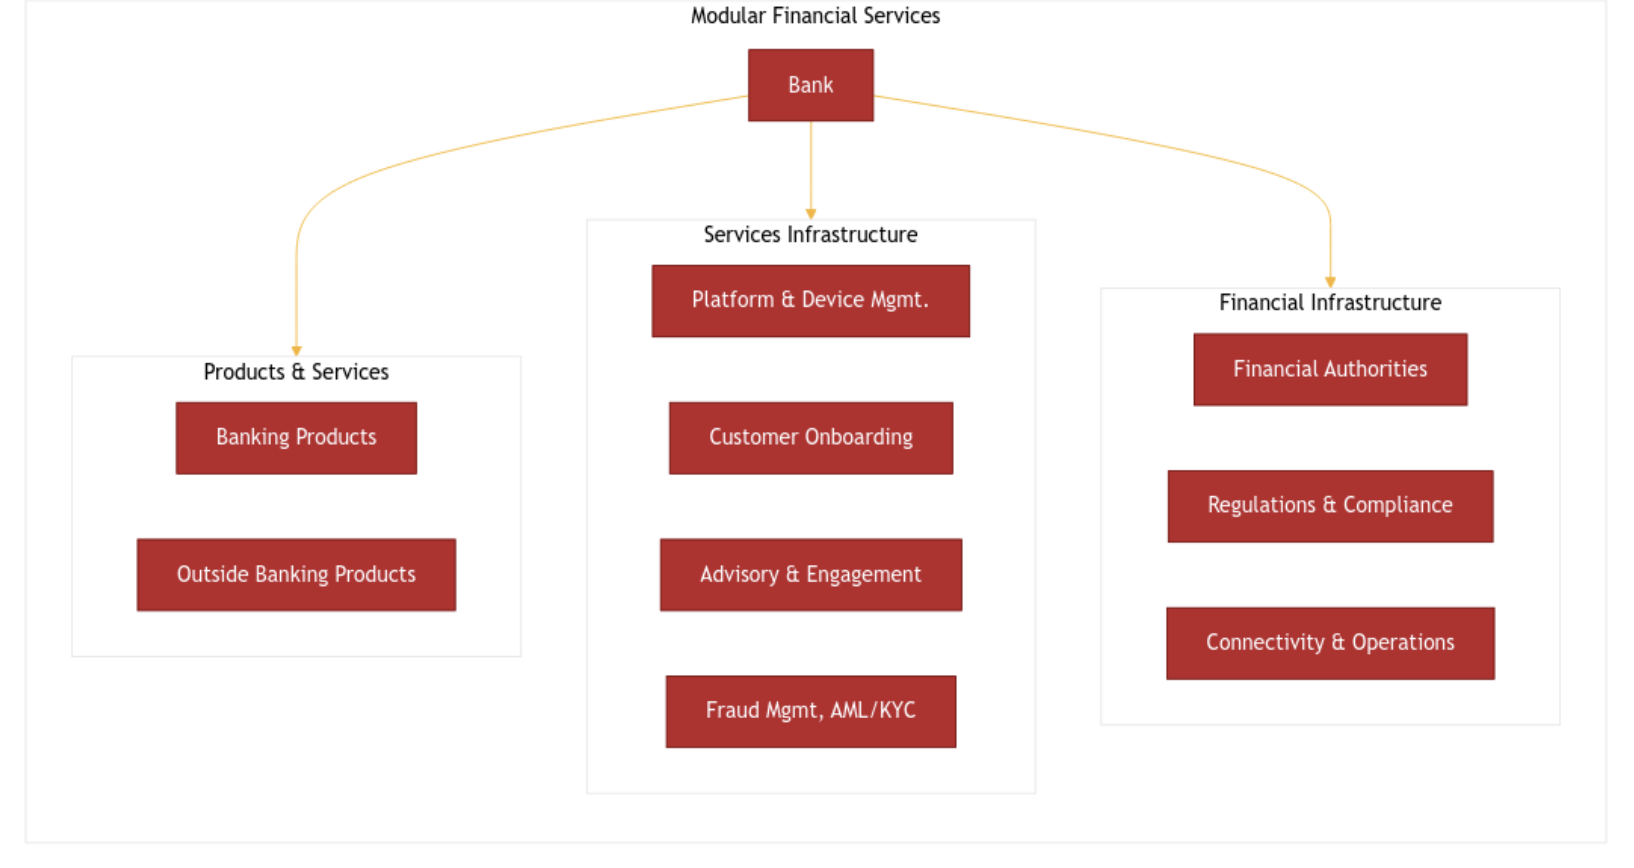 Modular Financial Services
Bank
Products & Services
Banking Products
Outside Banking Products
Services Infrastructure
Platform & Device Mgmt.
Customer Onboarding
Advisory & Engagement
Fraud Mgmt, AML/KYC
Financial Infrastructure
Financial Authorities
Regulations & Compliance
Connectivity & Operations